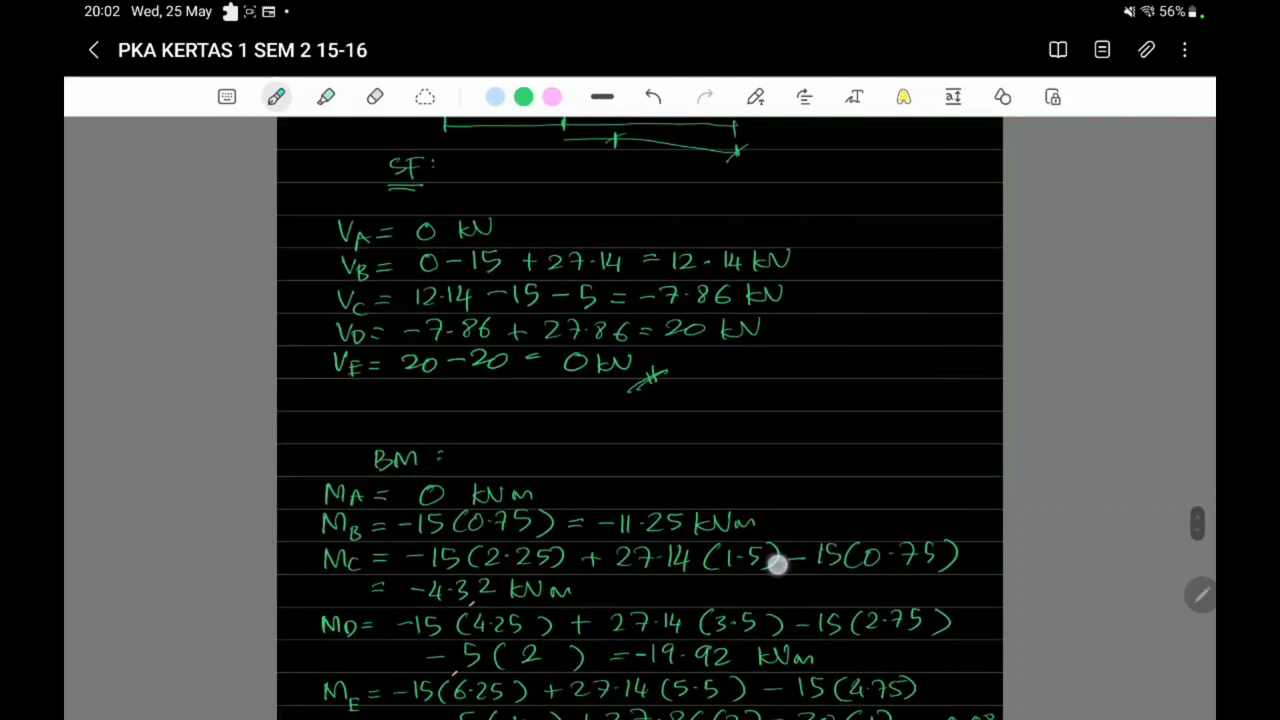 20:02 Wed, 25 May
56%
PKA KERTAS 1 SEM 2 15-16
SF:
VA = 0 kN
VB = 0 - 15 + 27.14 = 12.14 kN
VC = 12.14 - 15 - 5 = -7.86 kN
VD = -7.86 + 27.86 = 20 kN
VE = 20 - 20 = 0 kN
BM :
MA = 0 kNm
MB = -15(0.75) = -11.25 kNm
MC = -15(2.25) + 27.14(1.5) - 15(0.75)
= -4.32 kNm
MD = -15(4.25) + 27.14(3.5) - 15(2.75)
- 5(2) = -19.92 kNm
ME = -15(6.25) + 27.14(5.5) - 15(4.75)